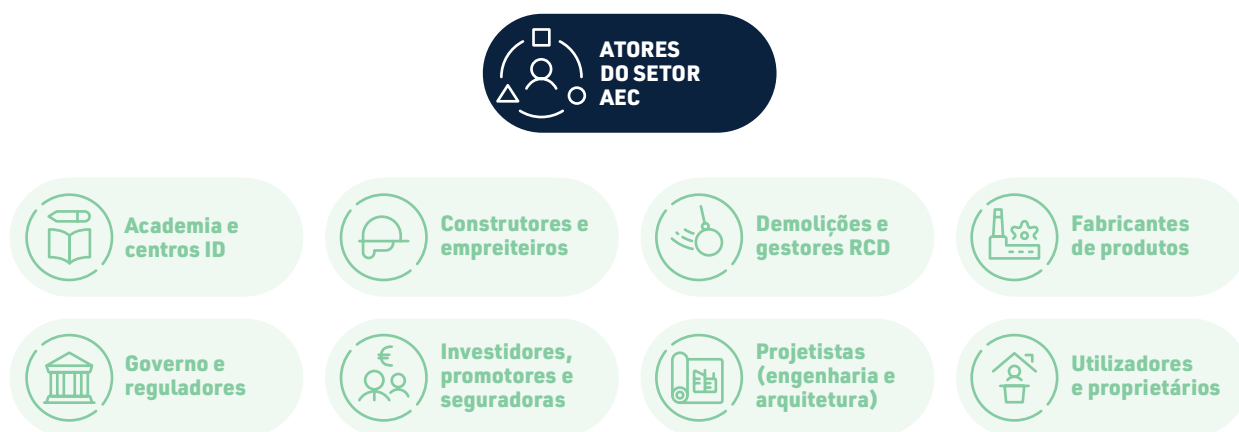 ATORES
DO SETOR
AEC
Academia e
centros ID
Construtores e
empreiteiros
Demolições e
gestores RCD
Fabricantes
de produtos
Governo e
reguladores
€
Investidores,
promotores e
seguradoras
Projetistas
(engenharia e
arquitetura)
Utilizadores
e proprietários